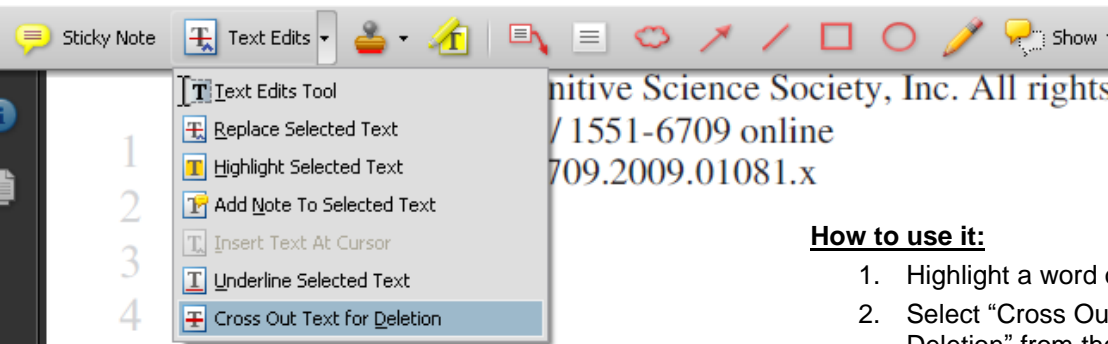 Sticky Note Text Edits Show
Text Edits Tool
Replace Selected Text
Highlight Selected Text
Add Note To Selected Text
Insert Text At Cursor
Underline Selected Text
Cross Out Text for Deletion
nitive Science Society, Inc. All rights
/ 1551-6709 online
709.2009.01081.x
1
2
3
4
How to use it:
1. Highlight a word
2. Select “Cross Ou
Deletion” from the